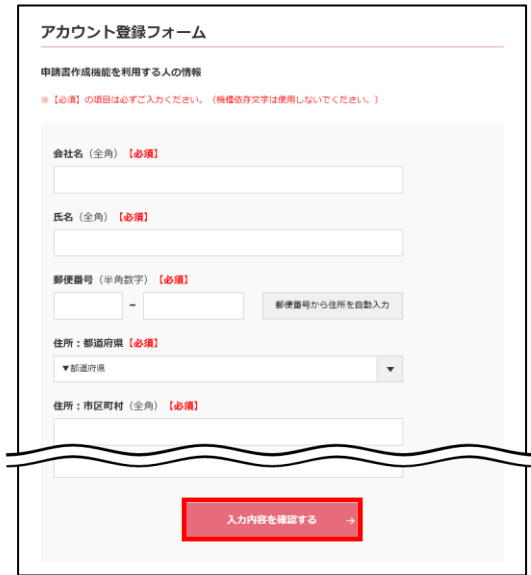 アカウント登録フォーム
申請書作成機能を利用する人の情報
※【必須】の項目は必ずご入力ください。（機種依存文字は使用しないでください。）
会社名（全角）【必須】
氏名（全角）【必須】
郵便番号（半角数字）【必須】
- 郵便番号から住所を自動入力
住所：都道府県【必須】
▼都道府県 ▼
住所：市区町村（全角）【必須】
入力内容を確認する →